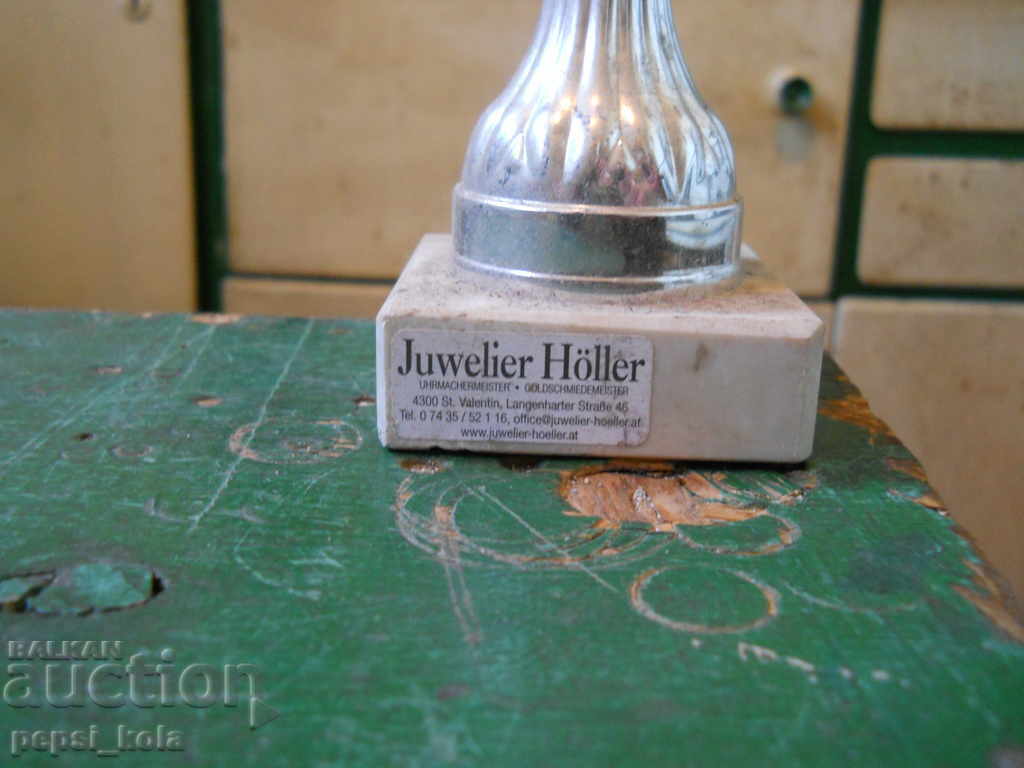 Juwelier Höller
UHRMACHERMEISTER • GOLDSCHMIEDEMEISTER
4300 St. Valentin, Langenharter Straße 46
Tel. 0 74 35 / 52 1 16, office@juwelier-hoeller.at
www.juwelier-hoeller.at
BALKAN
auction
pepsi_kola